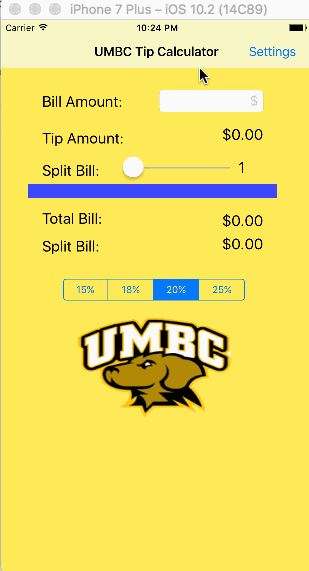 iPhone 7 Plus – iOS 10.2 (14C89)
Carrier 10:24 PM
UMBC Tip Calculator Settings
Bill Amount: $
Tip Amount: $0.00
Split Bill: 1
Total Bill: $0.00
Split Bill: $0.00
15% 18% 20% 25%
UMBC